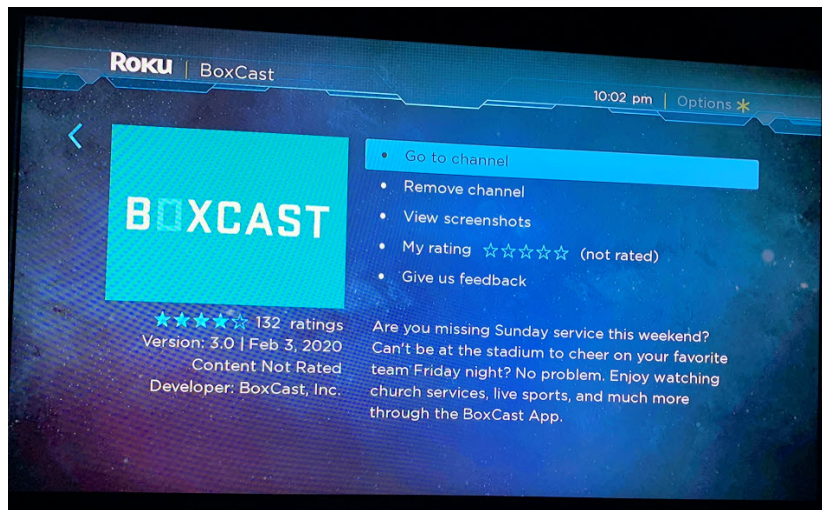 Roku | BoxCast
10:02 pm | Options *
BOXCAST
• Go to channel
• Remove channel
• View screenshots
• My rating ☆☆☆☆☆ (not rated)
• Give us feedback
★★★★☆ 132 ratings
Version: 3.0 | Feb 3, 2020
Content Not Rated
Developer: BoxCast, Inc.
Are you missing Sunday service this weekend?
Can't be at the stadium to cheer on your favorite
team Friday night? No problem. Enjoy watching
church services, live sports, and much more
through the BoxCast App.